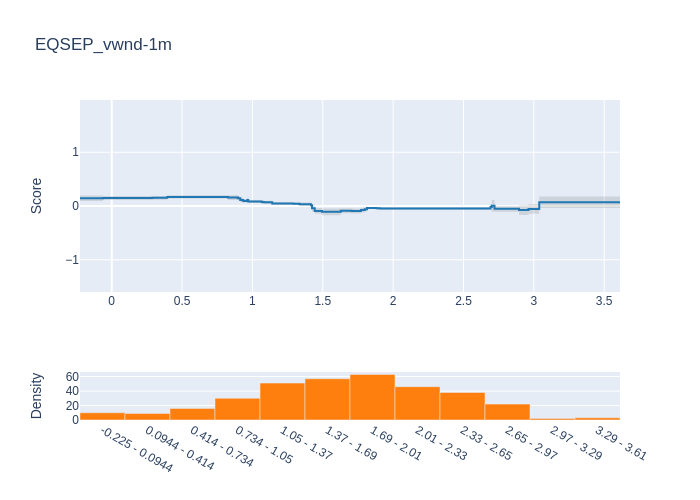 EQSEP_vwnd-1m
Score
1
0
−1
0
0.5
1
1.5
2
2.5
3
3.5
Density
60
40
20
0
-0.225 - 0.0944
0.0944 - 0.414
0.414 - 0.734
0.734 - 1.05
1.05 - 1.37
1.37 - 1.69
1.69 - 2.01
2.01 - 2.33
2.33 - 2.65
2.65 - 2.97
2.97 - 3.29
3.29 - 3.61